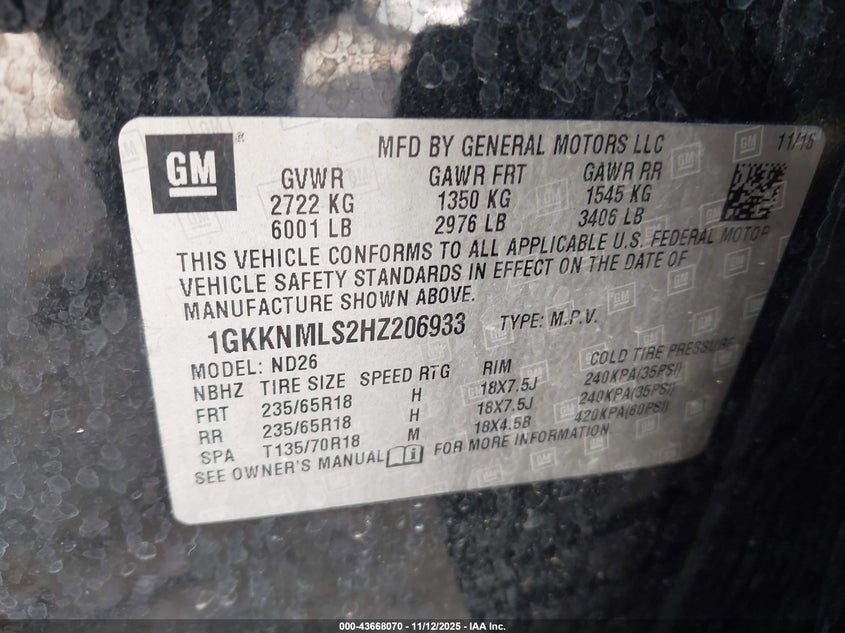 GM
MFD BY GENERAL MOTORS LLC
11/16
GVWR GAWR FRT GAWR RR
2722 KG 1350 KG 1545 KG
6001 LB 2976 LB 3406 LB
THIS VEHICLE CONFORMS TO ALL APPLICABLE U.S. FEDERAL MOTOR
VEHICLE SAFETY STANDARDS IN EFFECT ON THE DATE OF
MANUFACTURE SHOWN ABOVE.
1GKKNMLS2HZ206933 TYPE: M.P.V.
MODEL: ND26
NBHZ TIRE SIZE SPEED RTG RIM COLD TIRE PRESSURE
FRT 235/65R18 H 18X7.5J 240KPA(35PSI)
RR 235/65R18 H 18X7.5J 240KPA(35PSI)
SPA T135/70R18 M 18X4.5B 420KPA(60PSI)
SEE OWNER'S MANUAL i FOR MORE INFORMATION
000-43668070 - 11/12/2025 - IAA Inc.